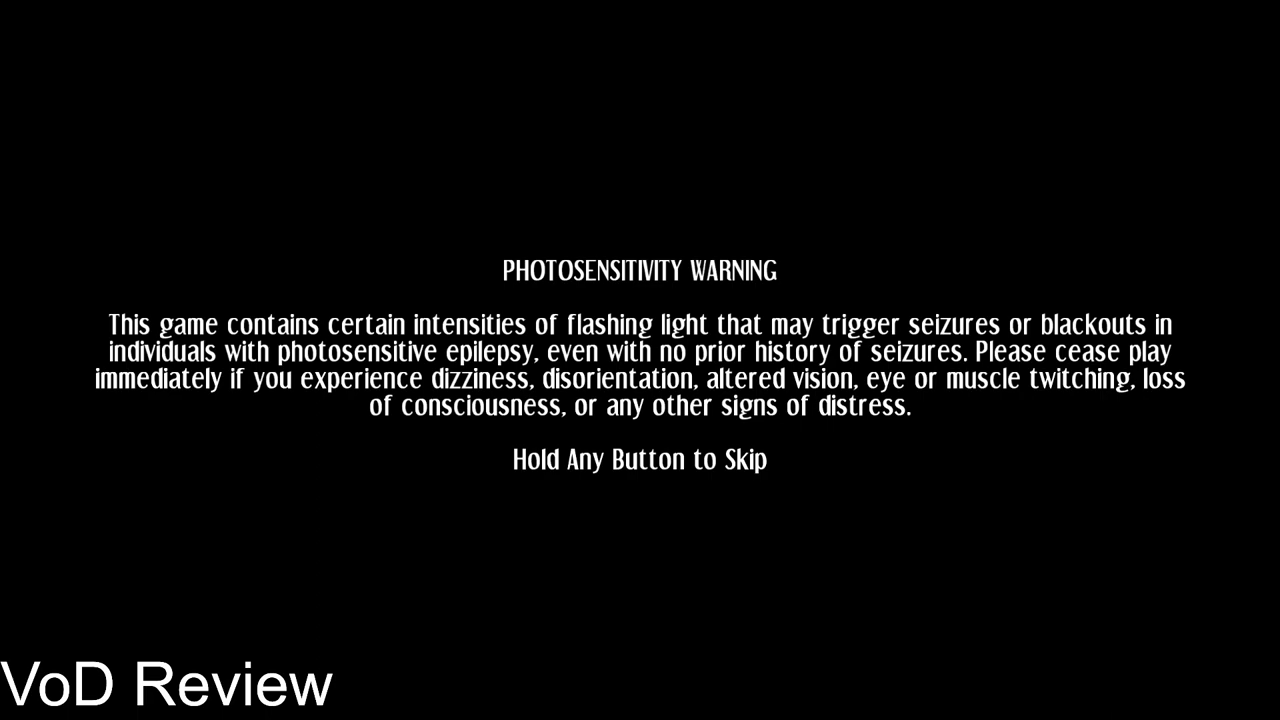 PHOTOSENSITIVITY WARNING
This game contains certain intensities of flashing light that may trigger seizures or blackouts in
individuals with photosensitive epilepsy, even with no prior history of seizures. Please cease play
immediately if you experience dizziness, disorientation, altered vision, eye or muscle twitching, loss
of consciousness, or any other signs of distress.
Hold Any Button to Skip
VoD Review